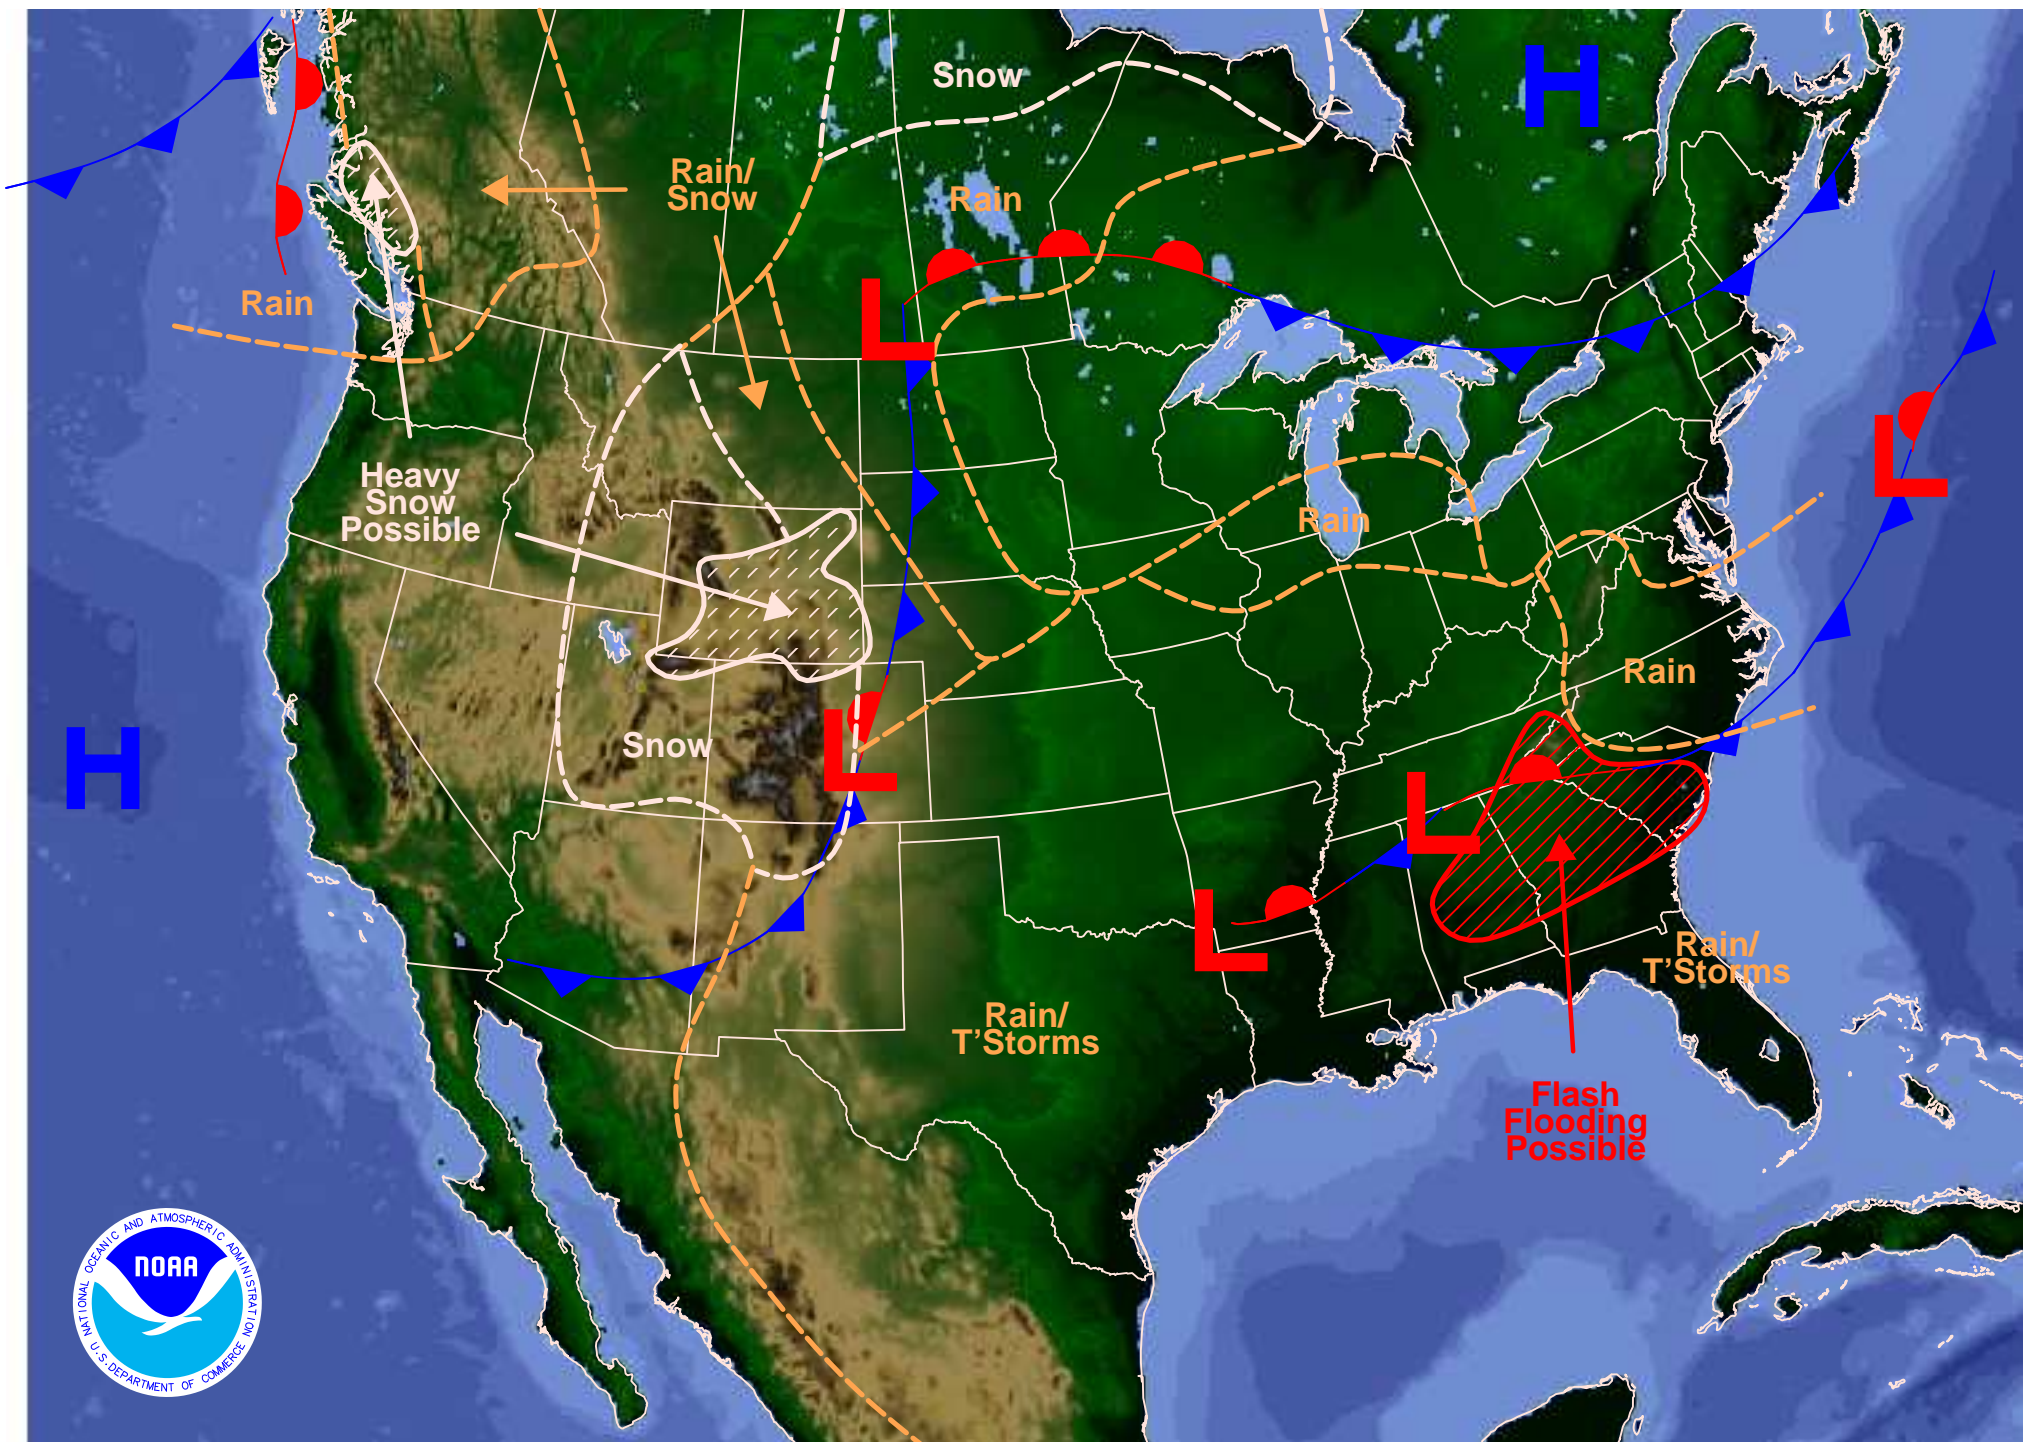 Snow
H
Rain/
Snow
Rain
Rain
L
L
Heavy
Snow
Possible
Rain
Rain
H
Snow
L
L
L
Rain/
T'Storms
Rain/
T'Storms
Flash
Flooding
Possible
NATIONAL OCEANIC AND ATMOSPHERIC ADMINISTRATION
NOAA
U.S. DEPARTMENT OF COMMERCE